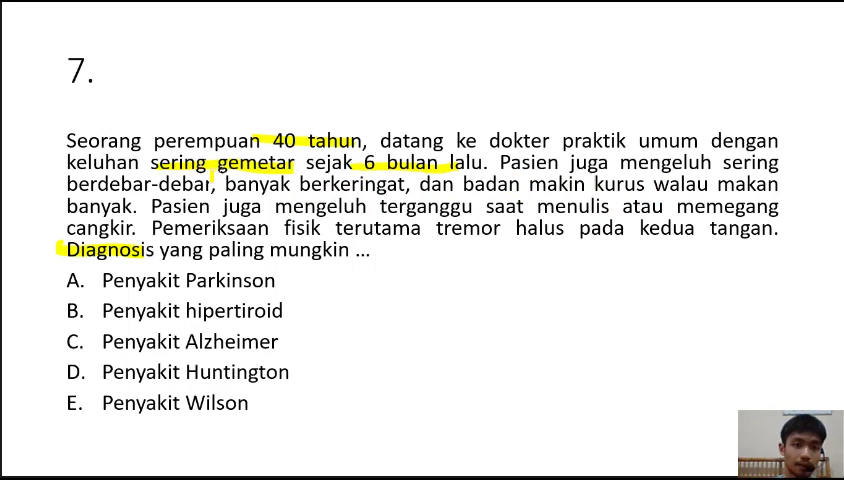 7.
Seorang perempuan 40 tahun, datang ke dokter praktik umum dengan
keluhan sering gemetar sejak 6 bulan lalu. Pasien juga mengeluh sering
berdebar-debar, banyak berkeringat, dan badan makin kurus walau makan
banyak. Pasien juga mengeluh terganggu saat menulis atau memegang
cangkir. Pemeriksaan fisik terutama tremor halus pada kedua tangan.
Diagnosis yang paling mungkin ...
A. Penyakit Parkinson
B. Penyakit hipertiroid
C. Penyakit Alzheimer
D. Penyakit Huntington
E. Penyakit Wilson